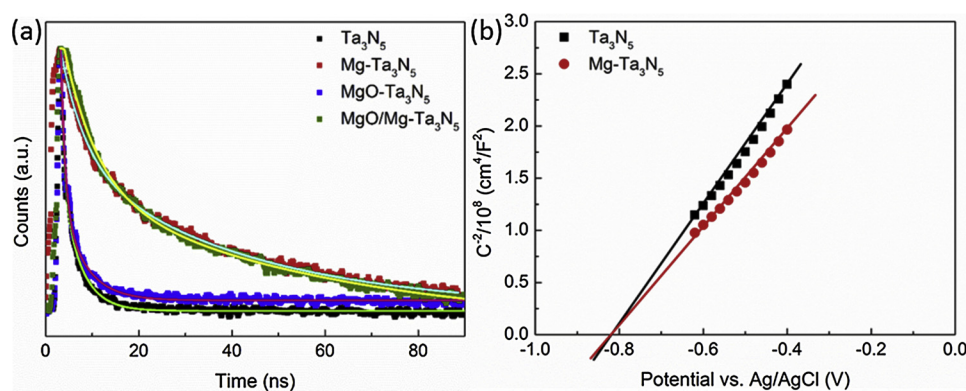 (a)
Counts (a.u.)
Ta₃N₅
Mg-Ta₃N₅
MgO-Ta₃N₅
MgO/Mg-Ta₃N₅
0 20 40 60 80
Time (ns)
(b)
C⁻²/10⁸ (cm⁴/F²)
Ta₃N₅
Mg-Ta₃N₅
3.0
2.5
2.0
1.5
1.0
0.5
0.0
-1.0 -0.8 -0.6 -0.4 -0.2 0.0
Potential vs. Ag/AgCl (V)